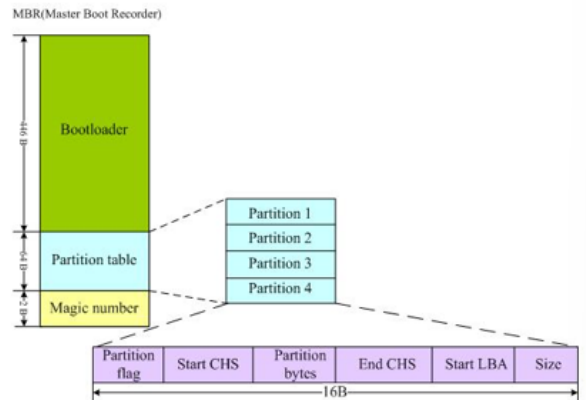 MBR(Master Boot Recorder)
446 B
Bootloader
64 B
Partition table
2 B
Magic number
Partition 1
Partition 2
Partition 3
Partition 4
Partition flag
Start CHS
Partition bytes
End CHS
Start LBA
Size
16B